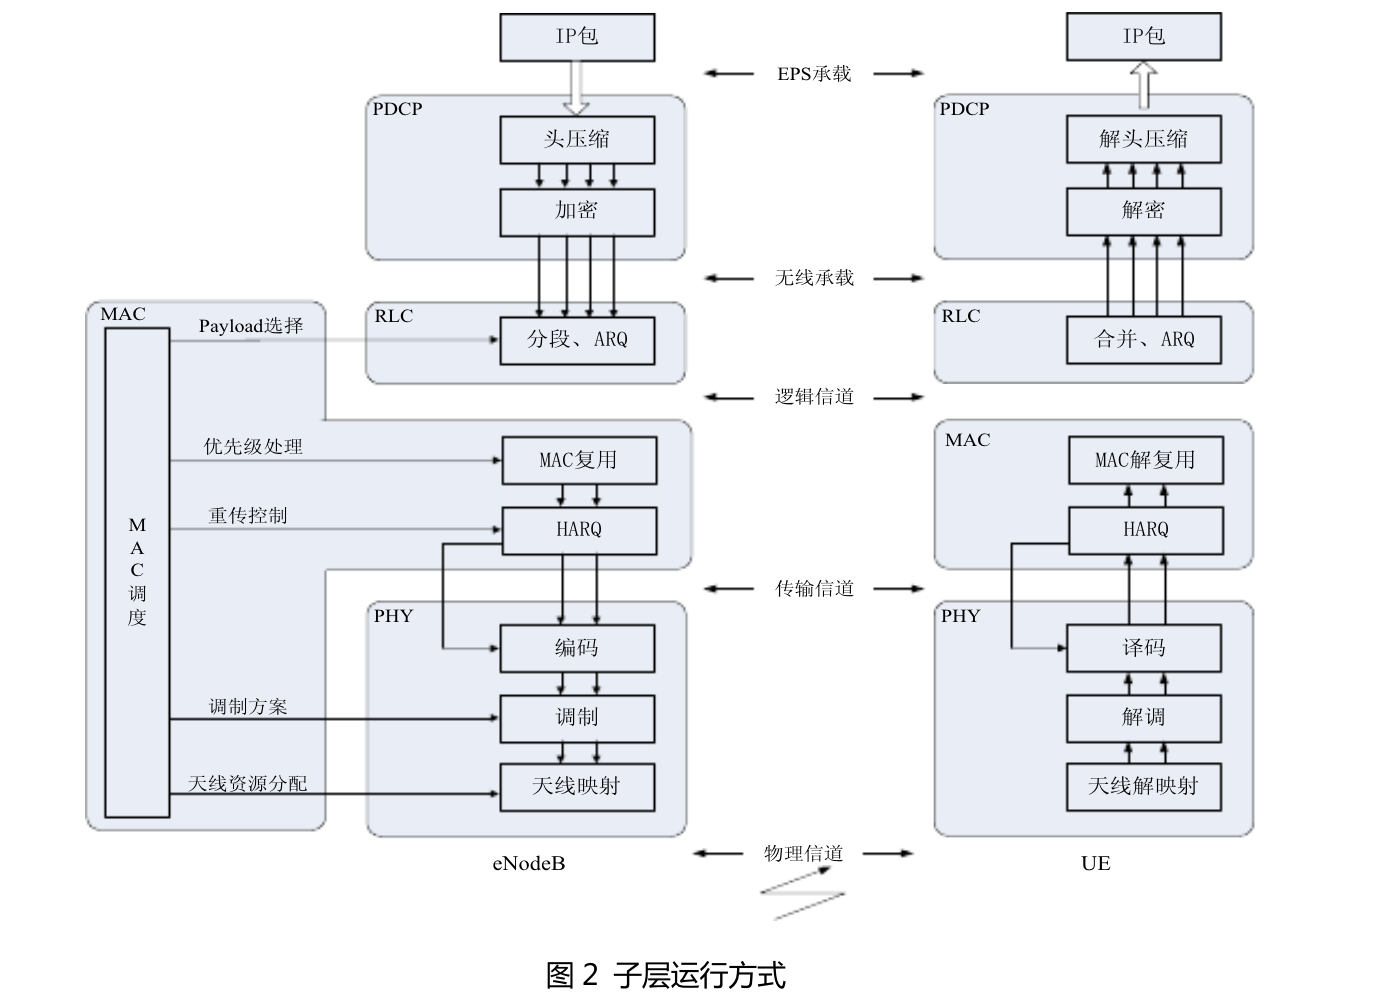 IP包
IP包
EPS承载
PDCP
PDCP
头压缩
解头压缩
加密
解密
无线承载
MAC
RLC
RLC
Payload选择
分段、ARQ
合并、ARQ
逻辑信道
优先级处理
MAC复用
MAC
MAC解复用
重传控制
HARQ
HARQ
MAC调度
传输信道
PHY
PHY
编码
译码
调制方案
调制
解调
天线资源分配
天线映射
天线解映射
eNodeB
物理信道
UE
图 2 子层运行方式